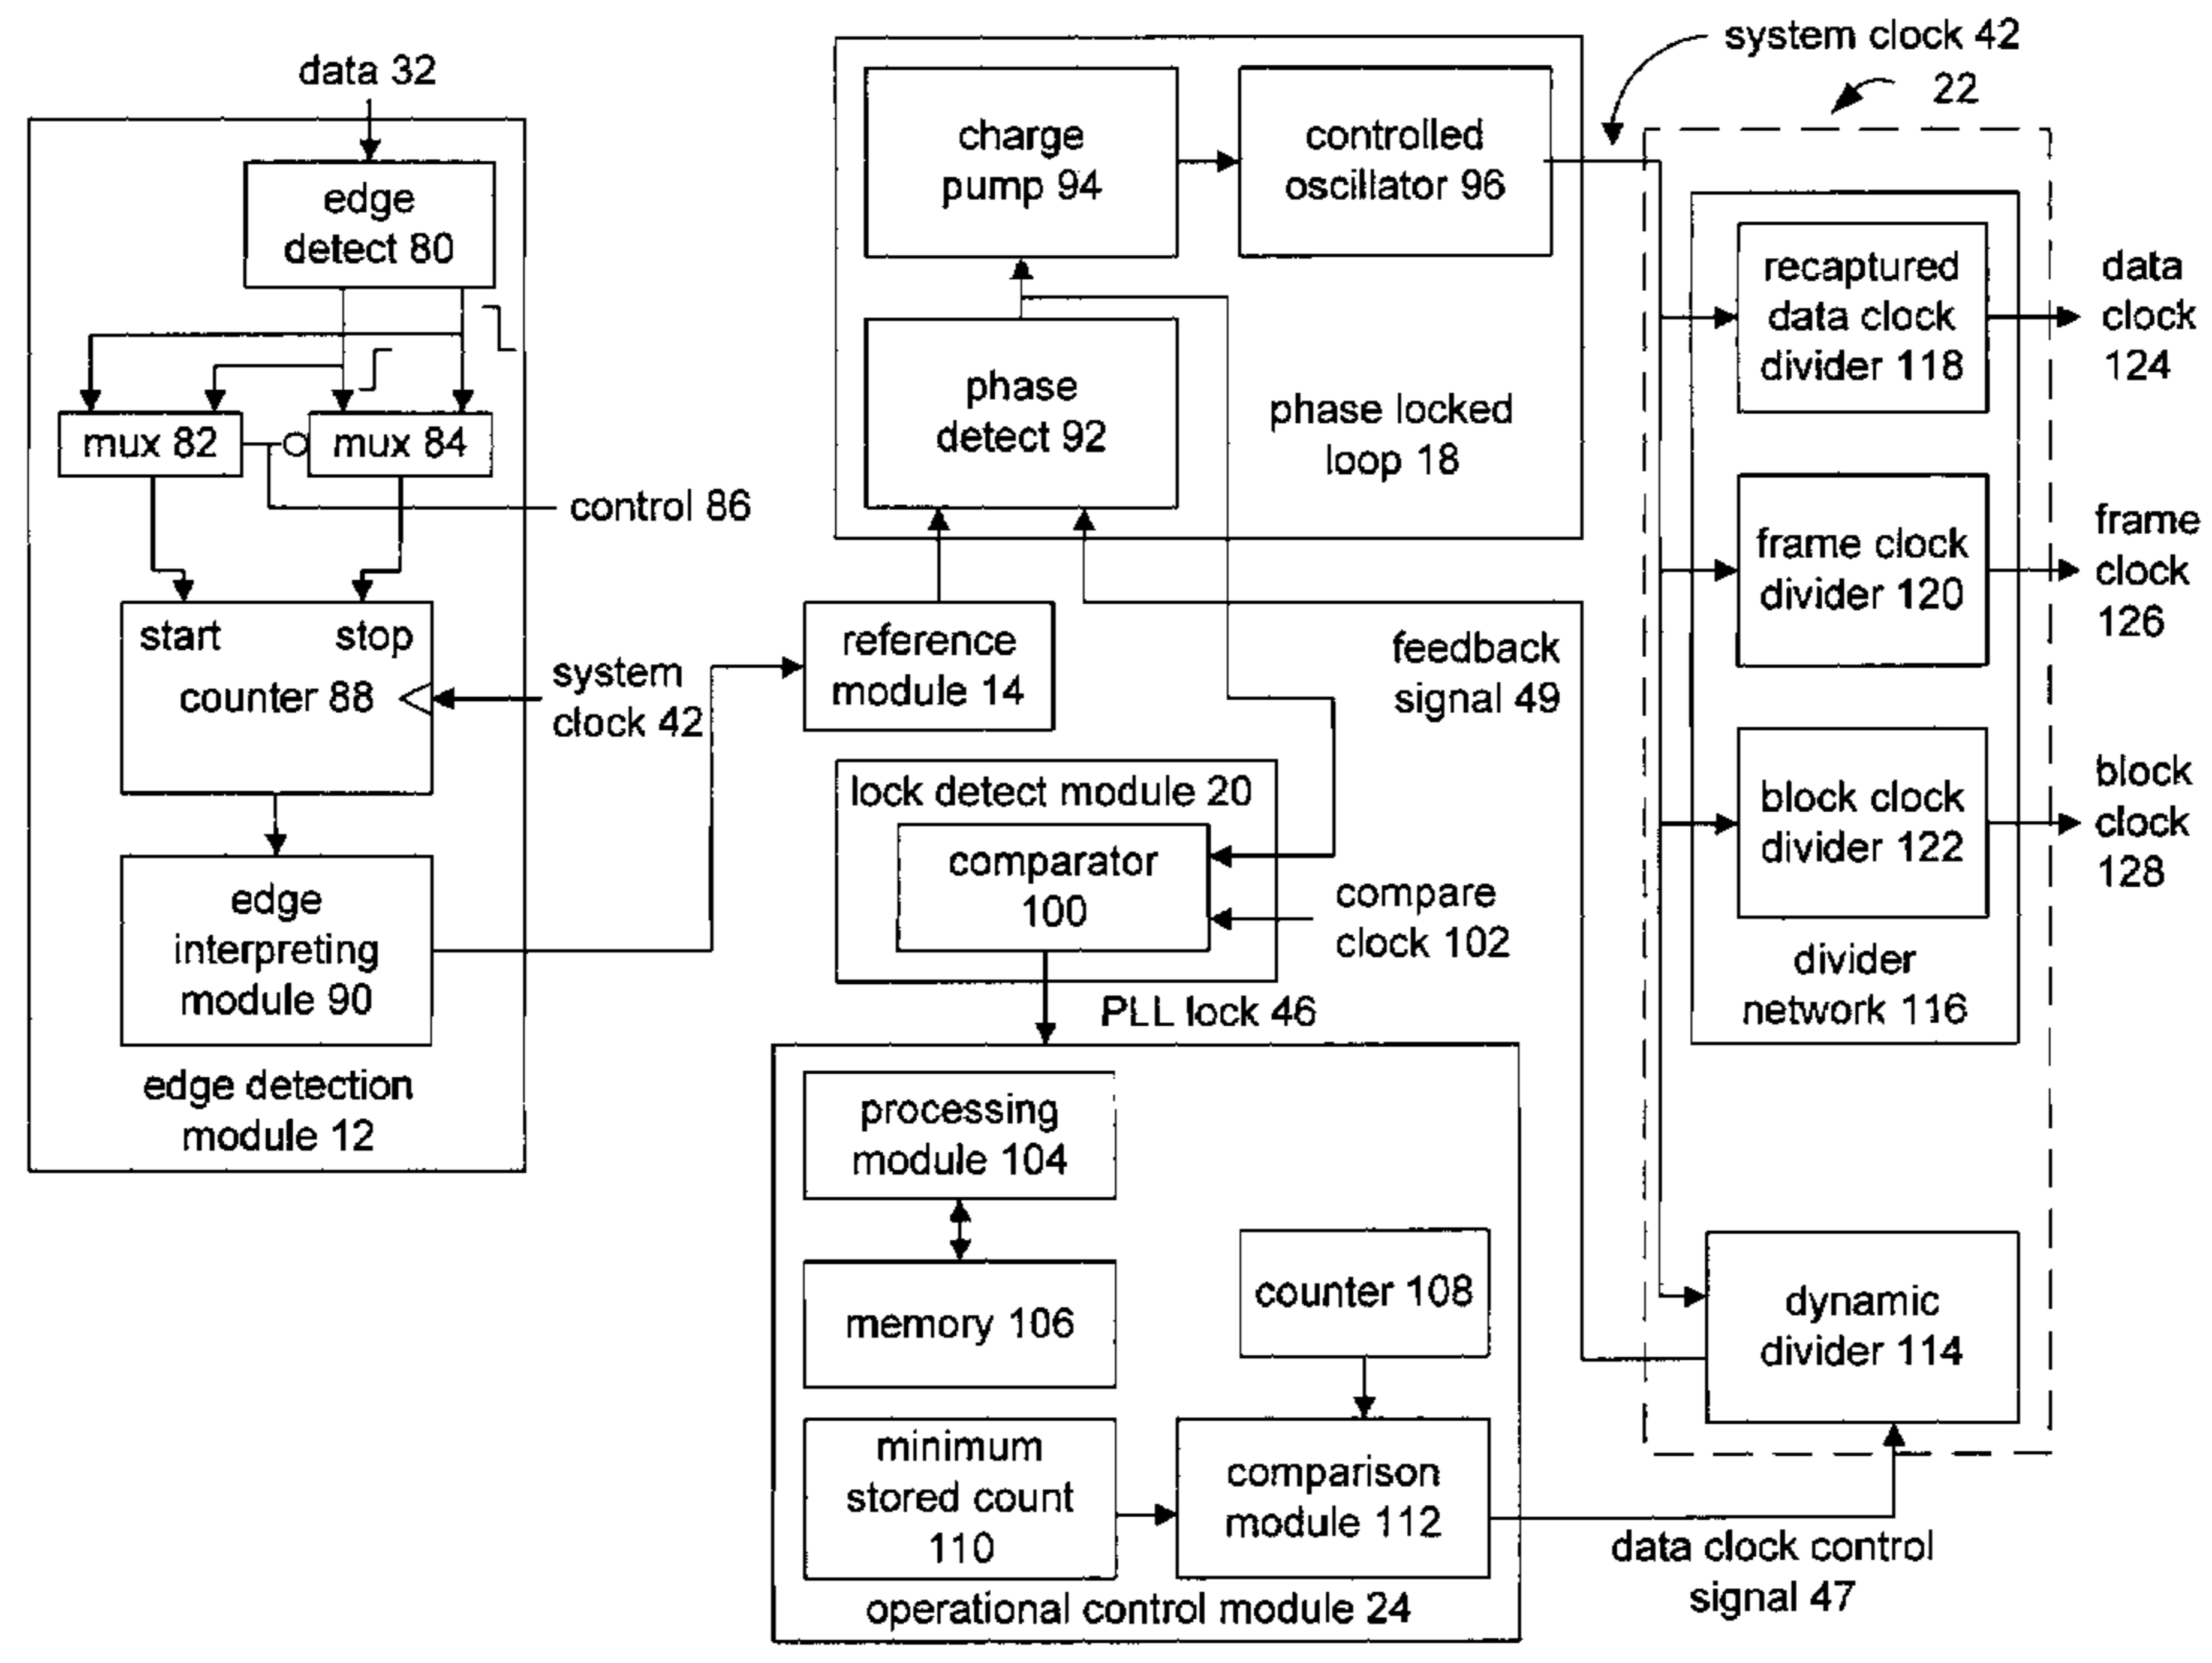 data 32
edge
detect 80
mux 82
mux 84
control 86
start
stop
counter 88
system
clock 42
edge
interpreting
module 90
edge detection
module 12
charge
pump 94
controlled
oscillator 96
phase
detect 92
phase locked
loop 18
reference
module 14
feedback
signal 49
lock detect module 20
comparator
100
compare
clock 102
PLL lock 46
processing
module 104
memory 106
counter 108
minimum
stored count
110
comparison
module 112
operational control module 24
system clock 42
22
recaptured
data clock
divider 118
data
clock
124
frame clock
divider 120
frame
clock
126
block clock
divider 122
block
clock
128
divider
network 116
dynamic
divider 114
data clock control
signal 47